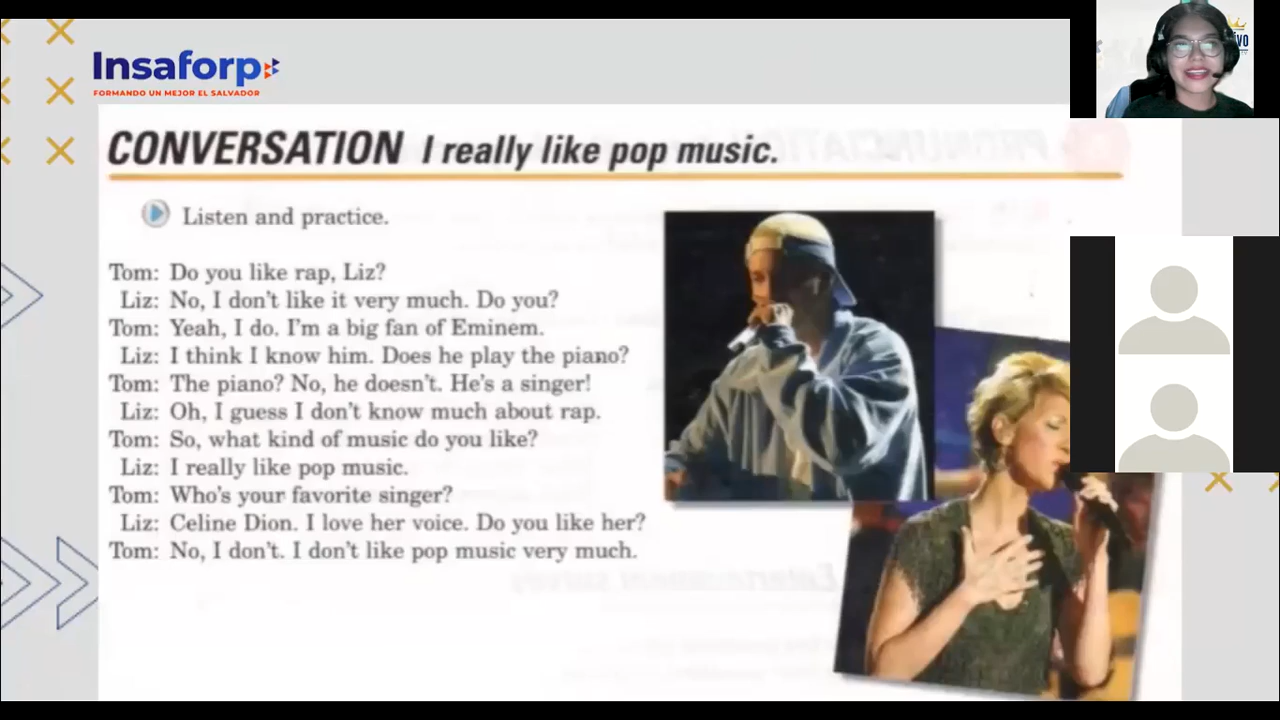 Insaforp
FORMANDO UN MEJOR EL SALVADOR
CONVERSATION I really like pop music.
Listen and practice.
Tom: Do you like rap, Liz?
Liz: No, I don't like it very much. Do you?
Tom: Yeah, I do. I'm a big fan of Eminem.
Liz: I think I know him. Does he play the piano?
Tom: The piano? No, he doesn't. He's a singer!
Liz: Oh, I guess I don't know much about rap.
Tom: So, what kind of music do you like?
Liz: I really like pop music.
Tom: Who's your favorite singer?
Liz: Celine Dion. I love her voice. Do you like her?
Tom: No, I don't. I don't like pop music very much.